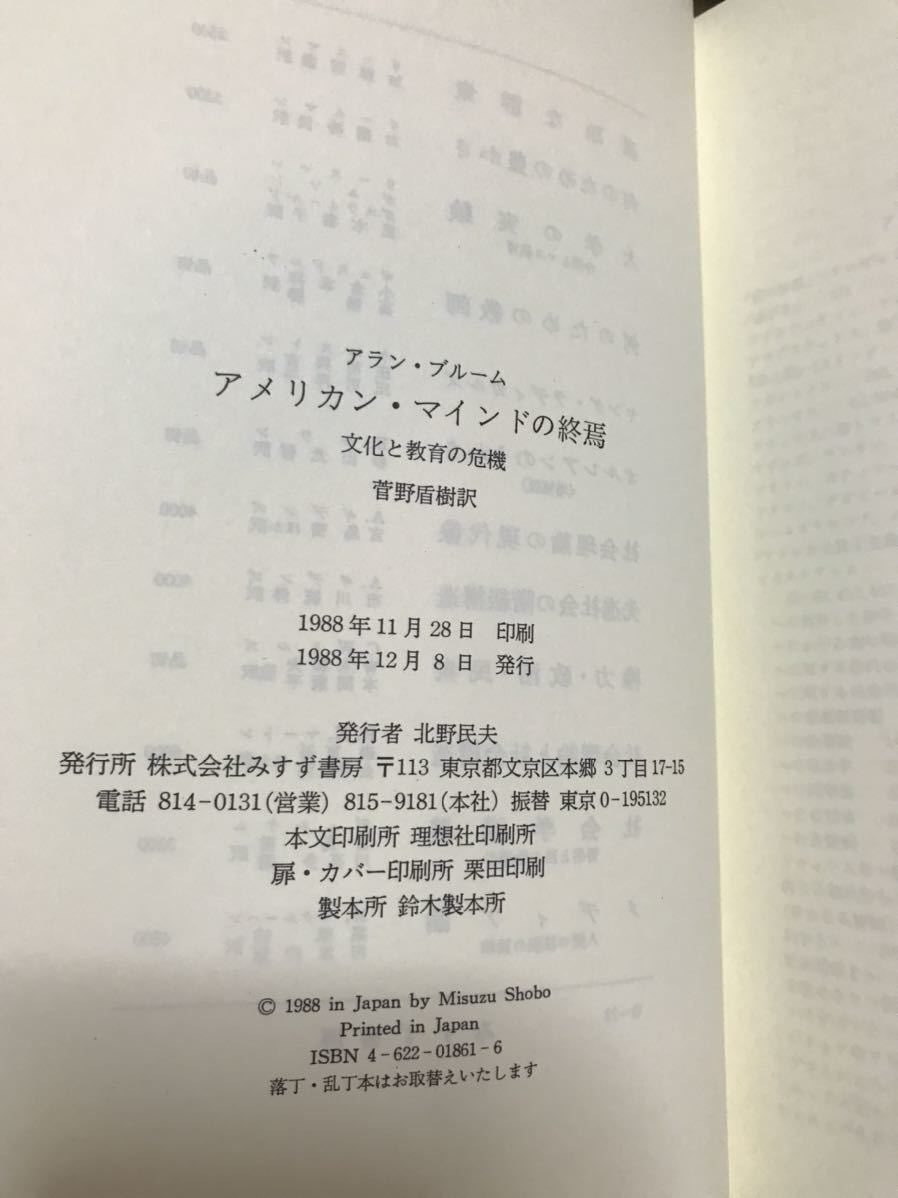 アラン・ブルーム
アメリカン・マインドの終焉
文化と教育の危機
菅野盾樹訳
1988年11月28日 印刷
1988年12月8日 発行
発行者 北野民夫
発行所 株式会社みすず書房 〒113 東京都文京区本郷3丁目17-15
電話 814-0131(営業) 815-9181(本社) 振替 東京0-195132
本文印刷所 理想社印刷所
扉・カバー印刷所 栗田印刷
製本所 鈴木製本所
© 1988 in Japan by Misuzu Shobo
Printed in Japan
ISBN 4-622-01861-6
落丁・乱丁本はお取替えいたします